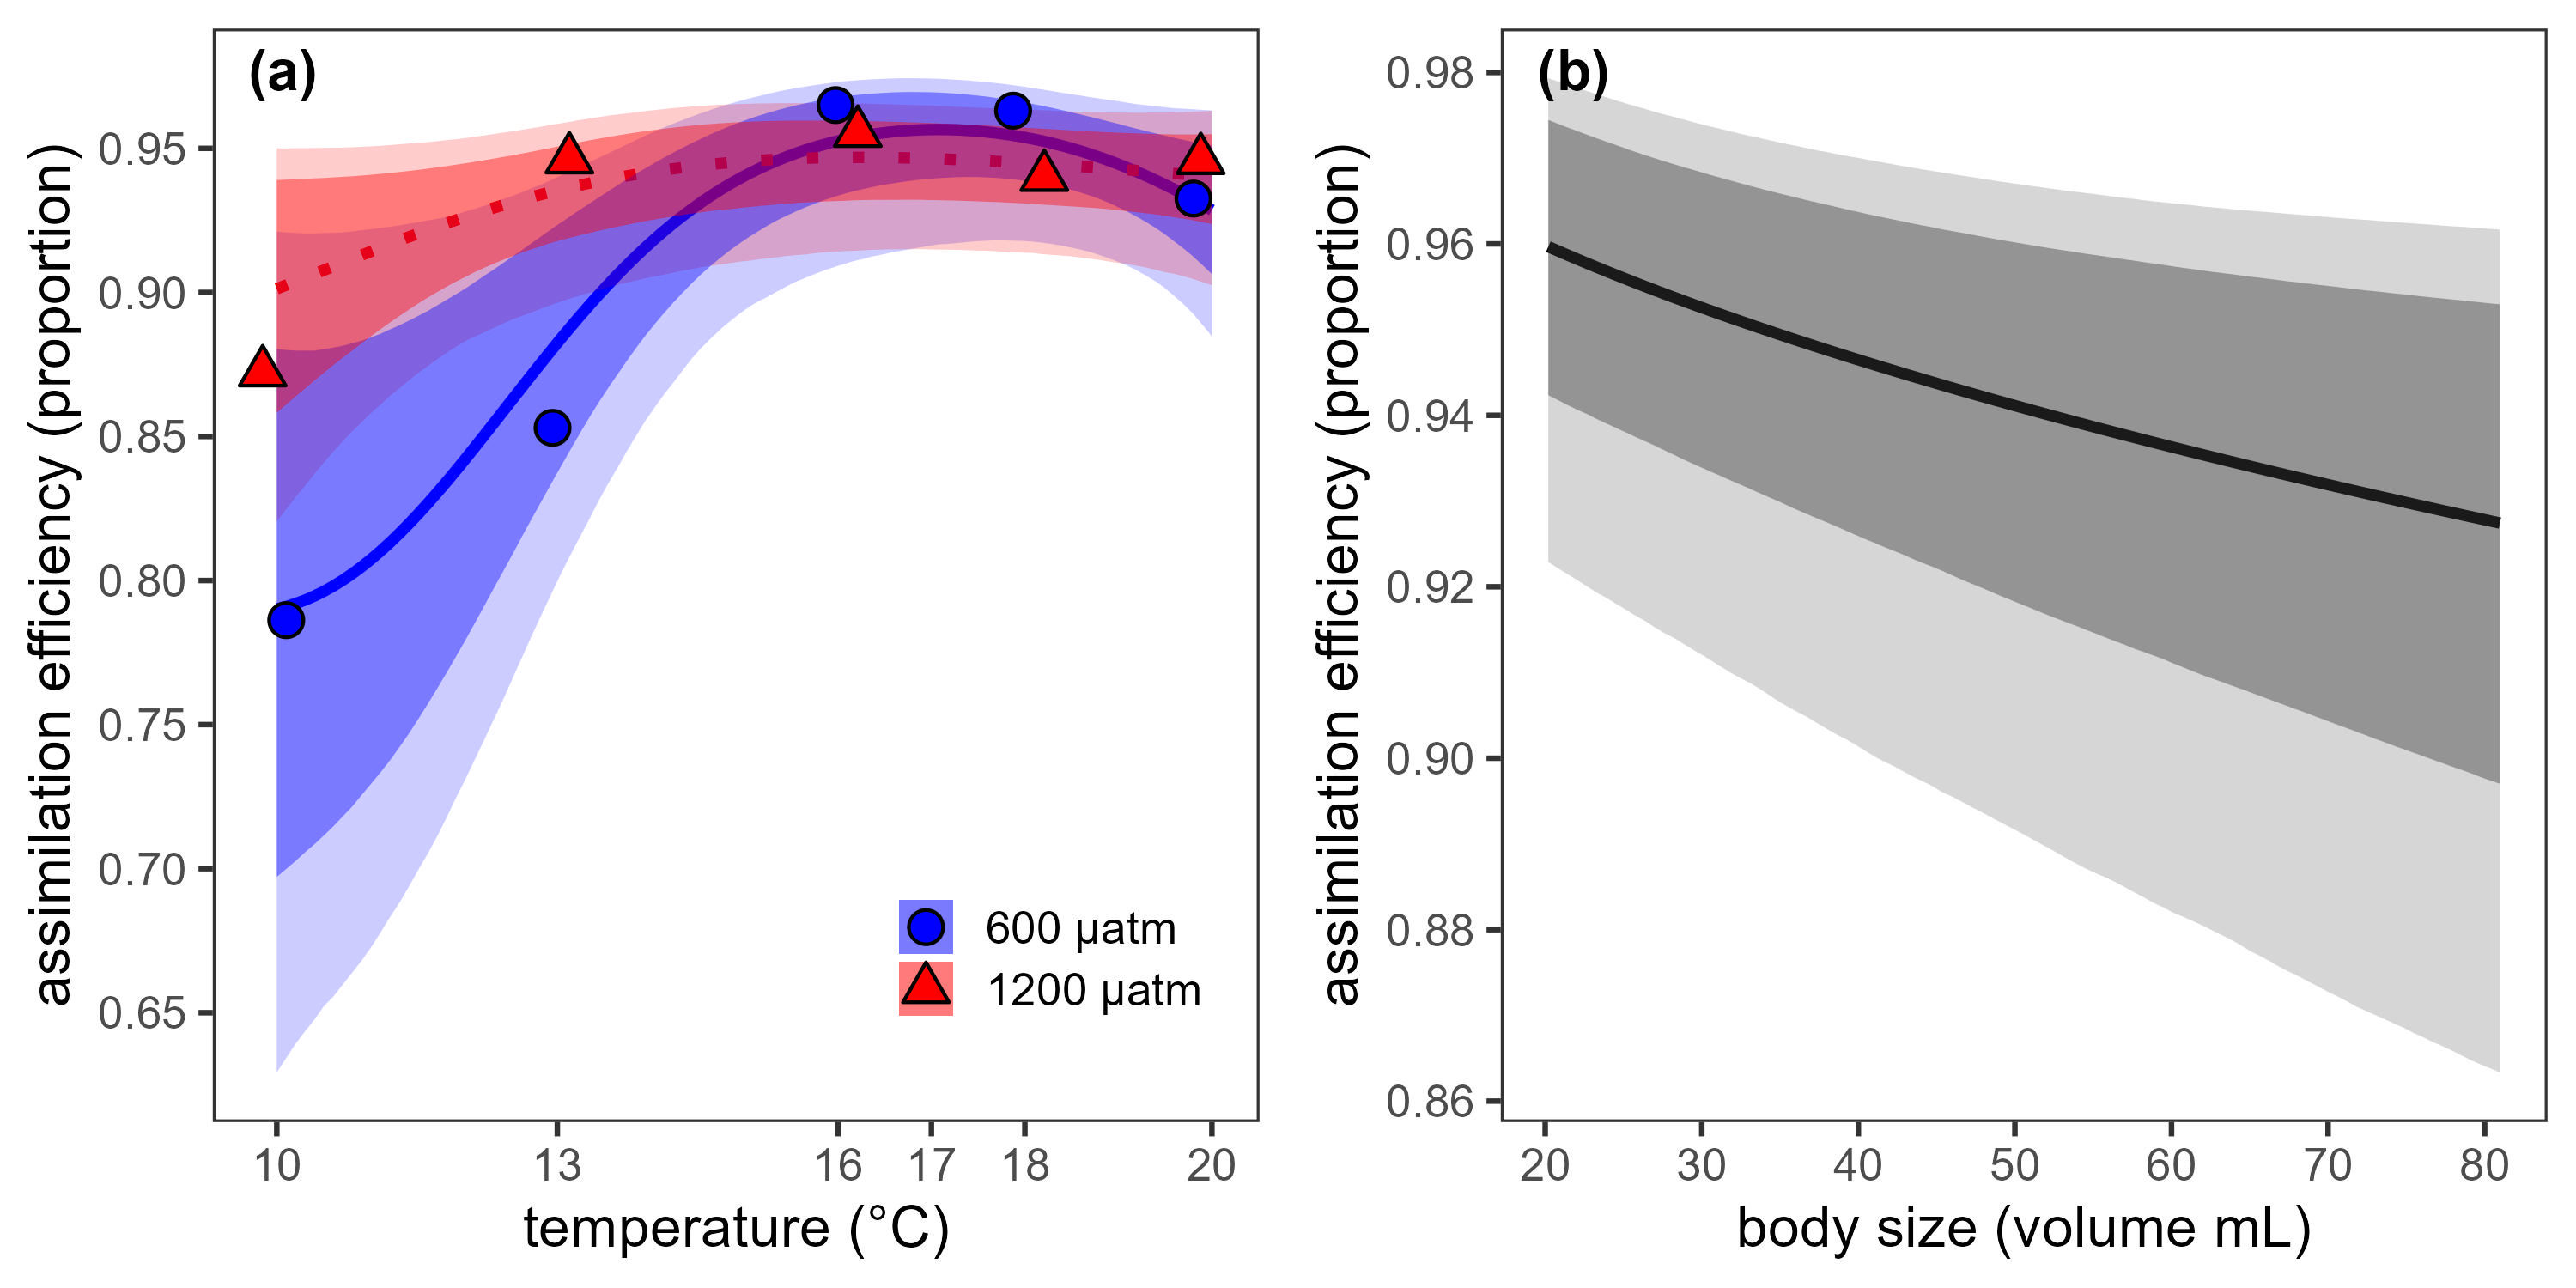 (a)
assimilation efficiency (proportion)
0.95
0.90
0.85
0.80
0.75
0.70
0.65
600 µatm
1200 µatm
10 13 16 17 18 20
temperature (°C)
(b)
assimilation efficiency (proportion)
0.98
0.96
0.94
0.92
0.90
0.88
0.86
20 30 40 50 60 70 80
body size (volume mL)